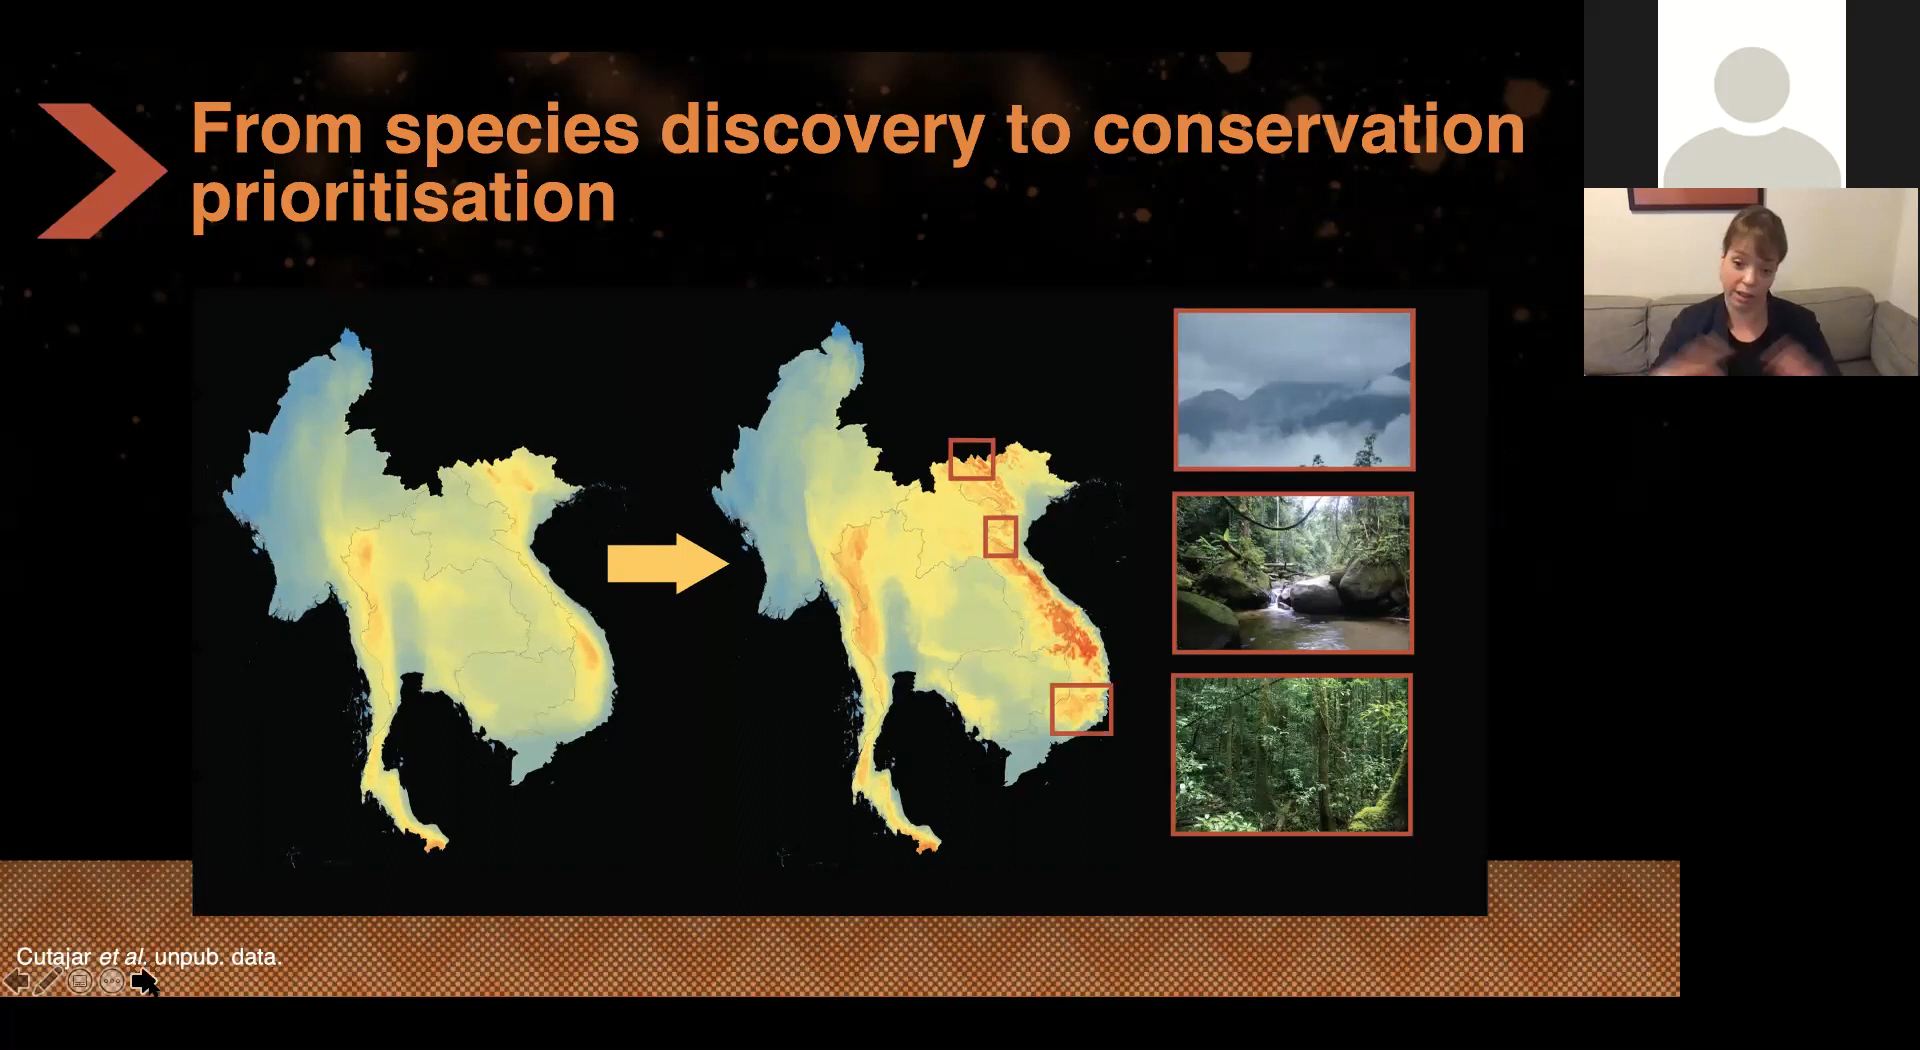 From species discovery to conservation
prioritisation
Cutajar et al. unpub. data.